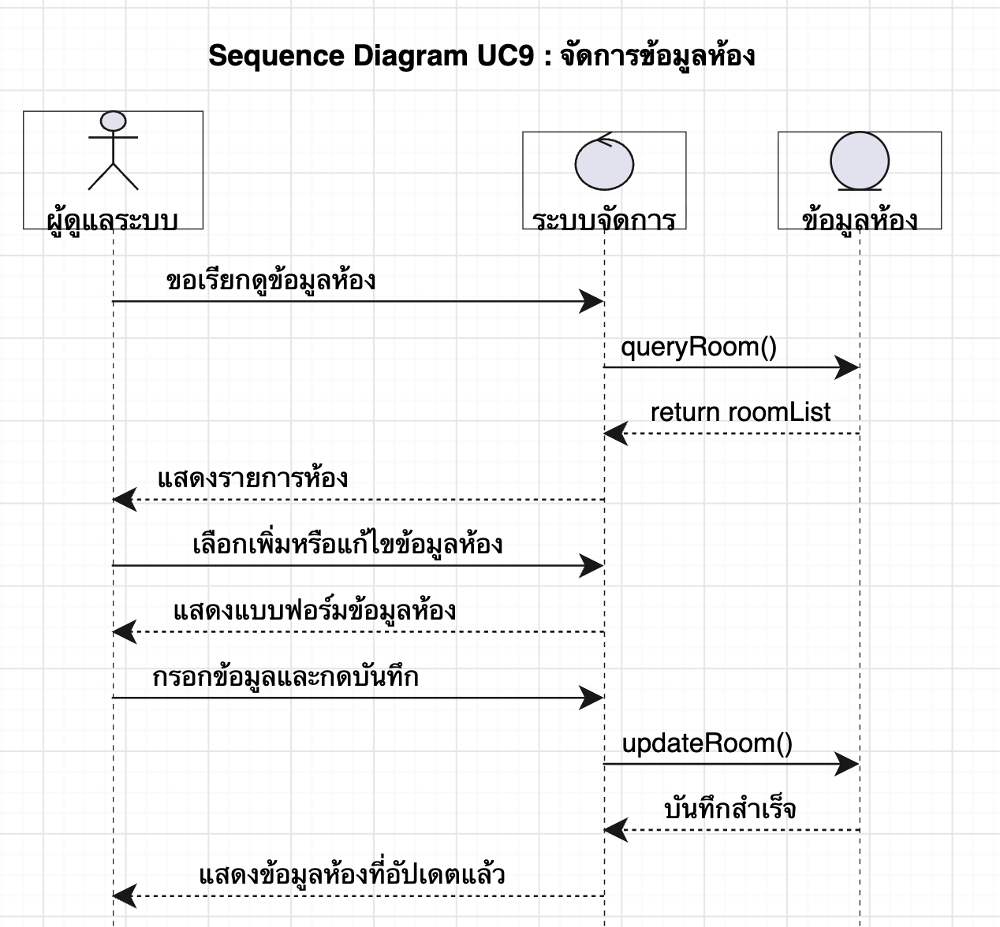 Sequence Diagram UC9 : จัดการข้อมูลห้อง
ผู้ดูแลระบบ
ระบบจัดการ
ข้อมูลห้อง
ขอเรียกดูข้อมูลห้อง
queryRoom()
return roomList
แสดงรายการห้อง
เลือกเพิ่มหรือแก้ไขข้อมูลห้อง
แสดงแบบฟอร์มข้อมูลห้อง
กรอกข้อมูลและกดบันทึก
updateRoom()
บันทึกสำเร็จ
แสดงข้อมูลห้องที่อัปเดตแล้ว